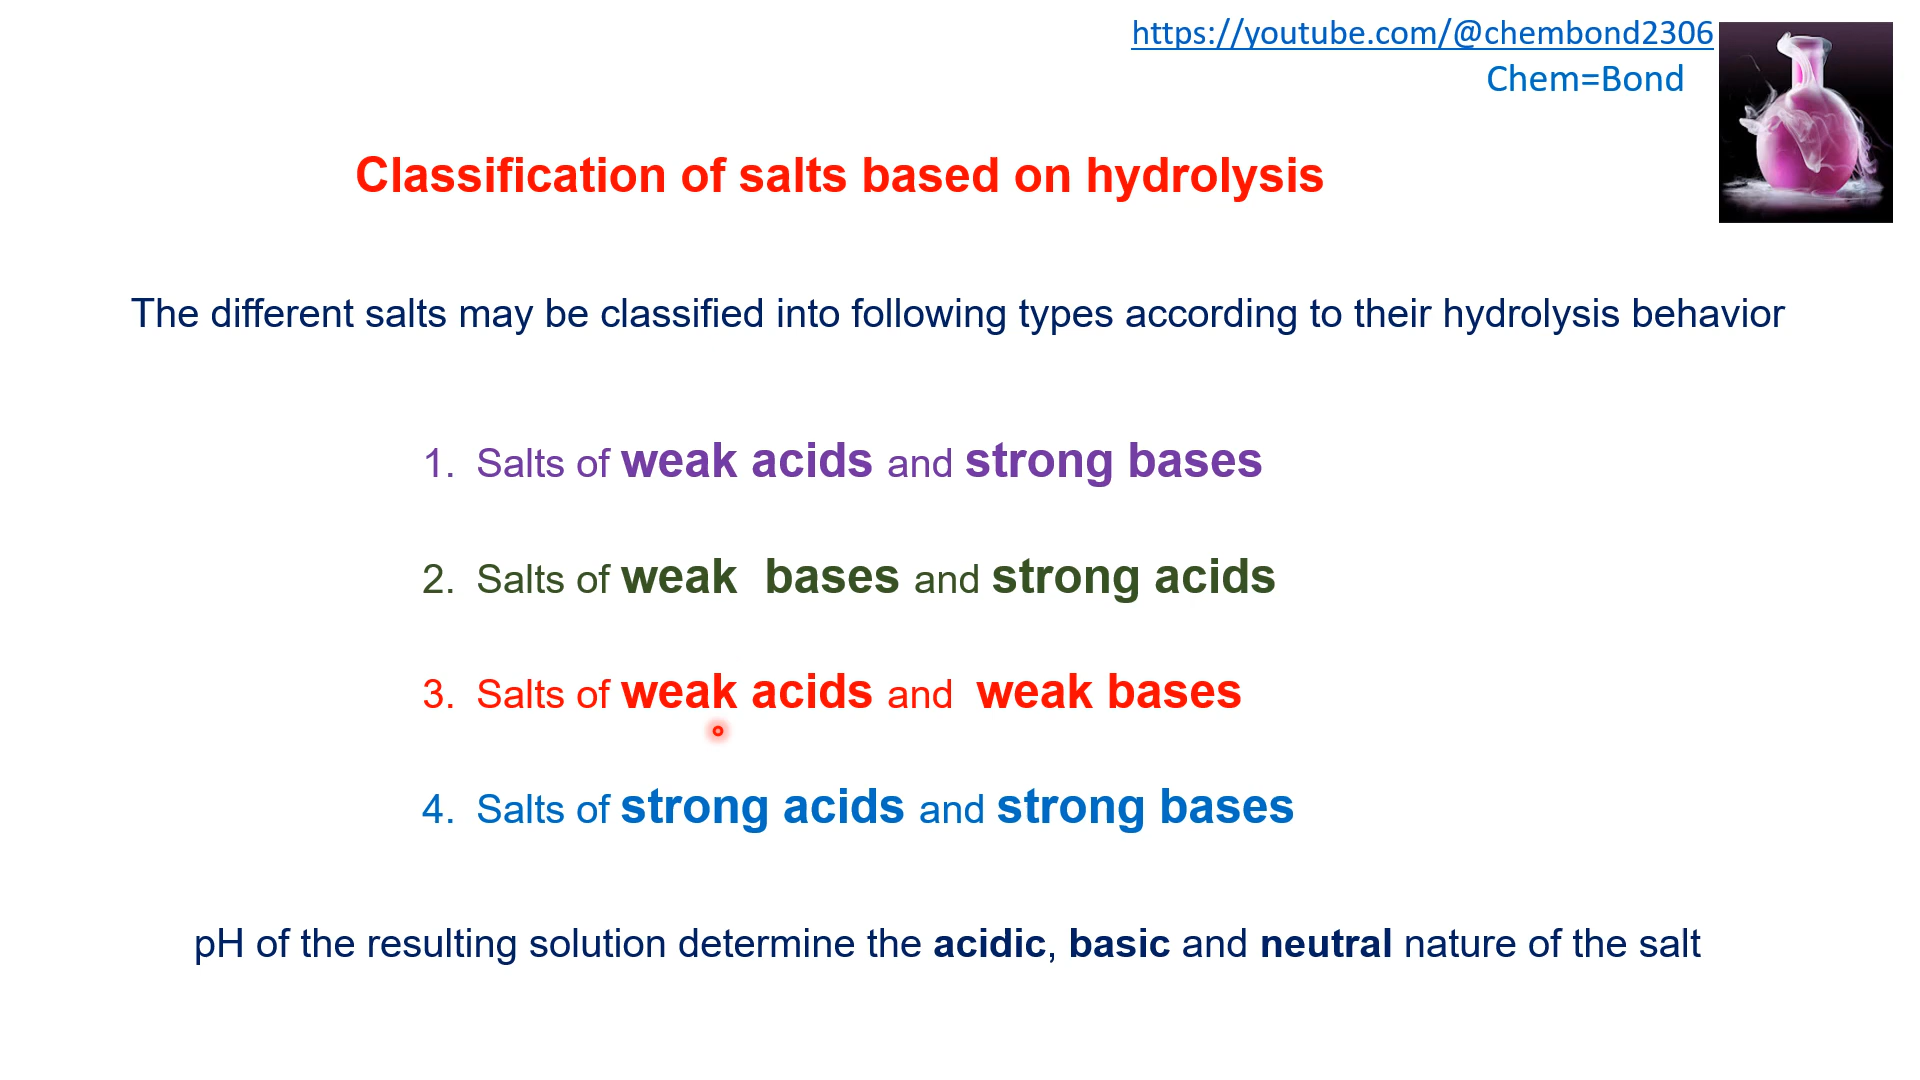 https://youtube.com/@chembond2306
Chem=Bond
Classification of salts based on hydrolysis
The different salts may be classified into following types according to their hydrolysis behavior
1. Salts of weak acids and strong bases
2. Salts of weak bases and strong acids
3. Salts of weak acids and weak bases
4. Salts of strong acids and strong bases
pH of the resulting solution determine the acidic, basic and neutral nature of the salt